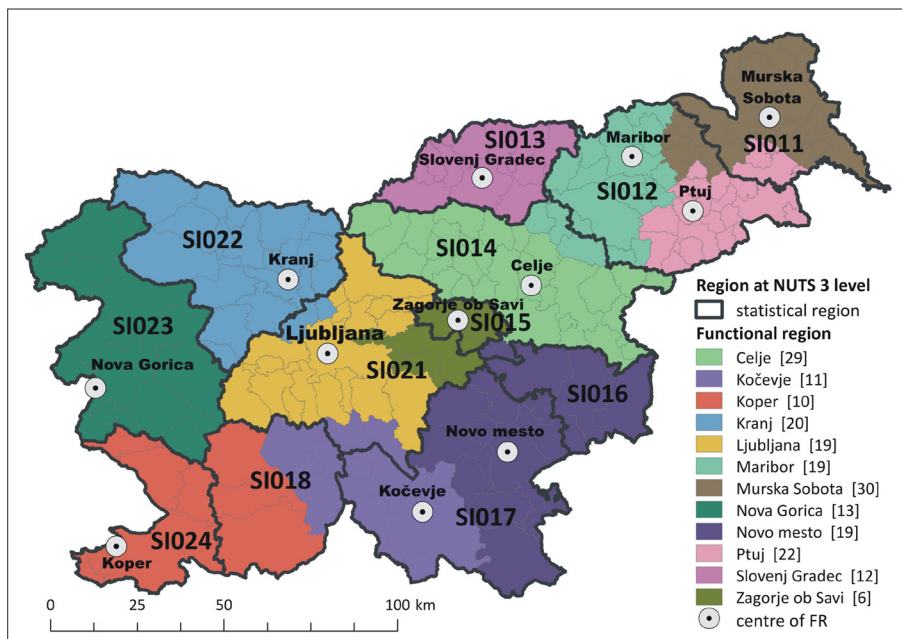 Murska
Sobota
SI011
SI013
Slovenj Gradec
Maribor
SI012
Ptuj
SI022
Kranj
SI014
Celje
Zagorje ob Savi
SI015
SI023
Nova Gorica
Ljubljana
SI021
SI016
Novo mesto
SI018
Kočevje
SI017
SI024
Koper
0 25 50 100 km
Region at NUTS 3 level
statistical region
Functional region
Celje [29]
Kočevje [11]
Koper [10]
Kranj [20]
Ljubljana [19]
Maribor [19]
Murska Sobota [30]
Nova Gorica [13]
Novo mesto [19]
Ptuj [22]
Slovenj Gradec [12]
Zagorje ob Savi [6]
centre of FR